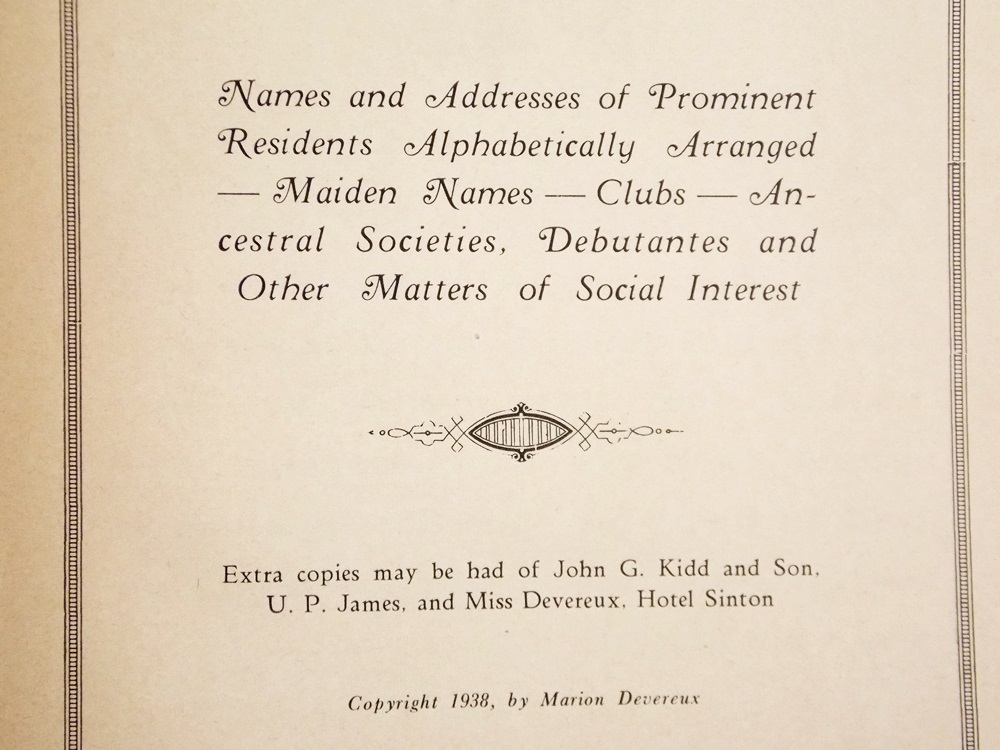 Names and Addresses of Prominent
Residents Alphabetically Arranged
— Maiden Names — Clubs — An-
cestral Societies, Debutantes and
Other Matters of Social Interest
Extra copies may be had of John G. Kidd and Son,
U. P. James, and Miss Devereux, Hotel Sinton
Copyright 1938, by Marion Devereux